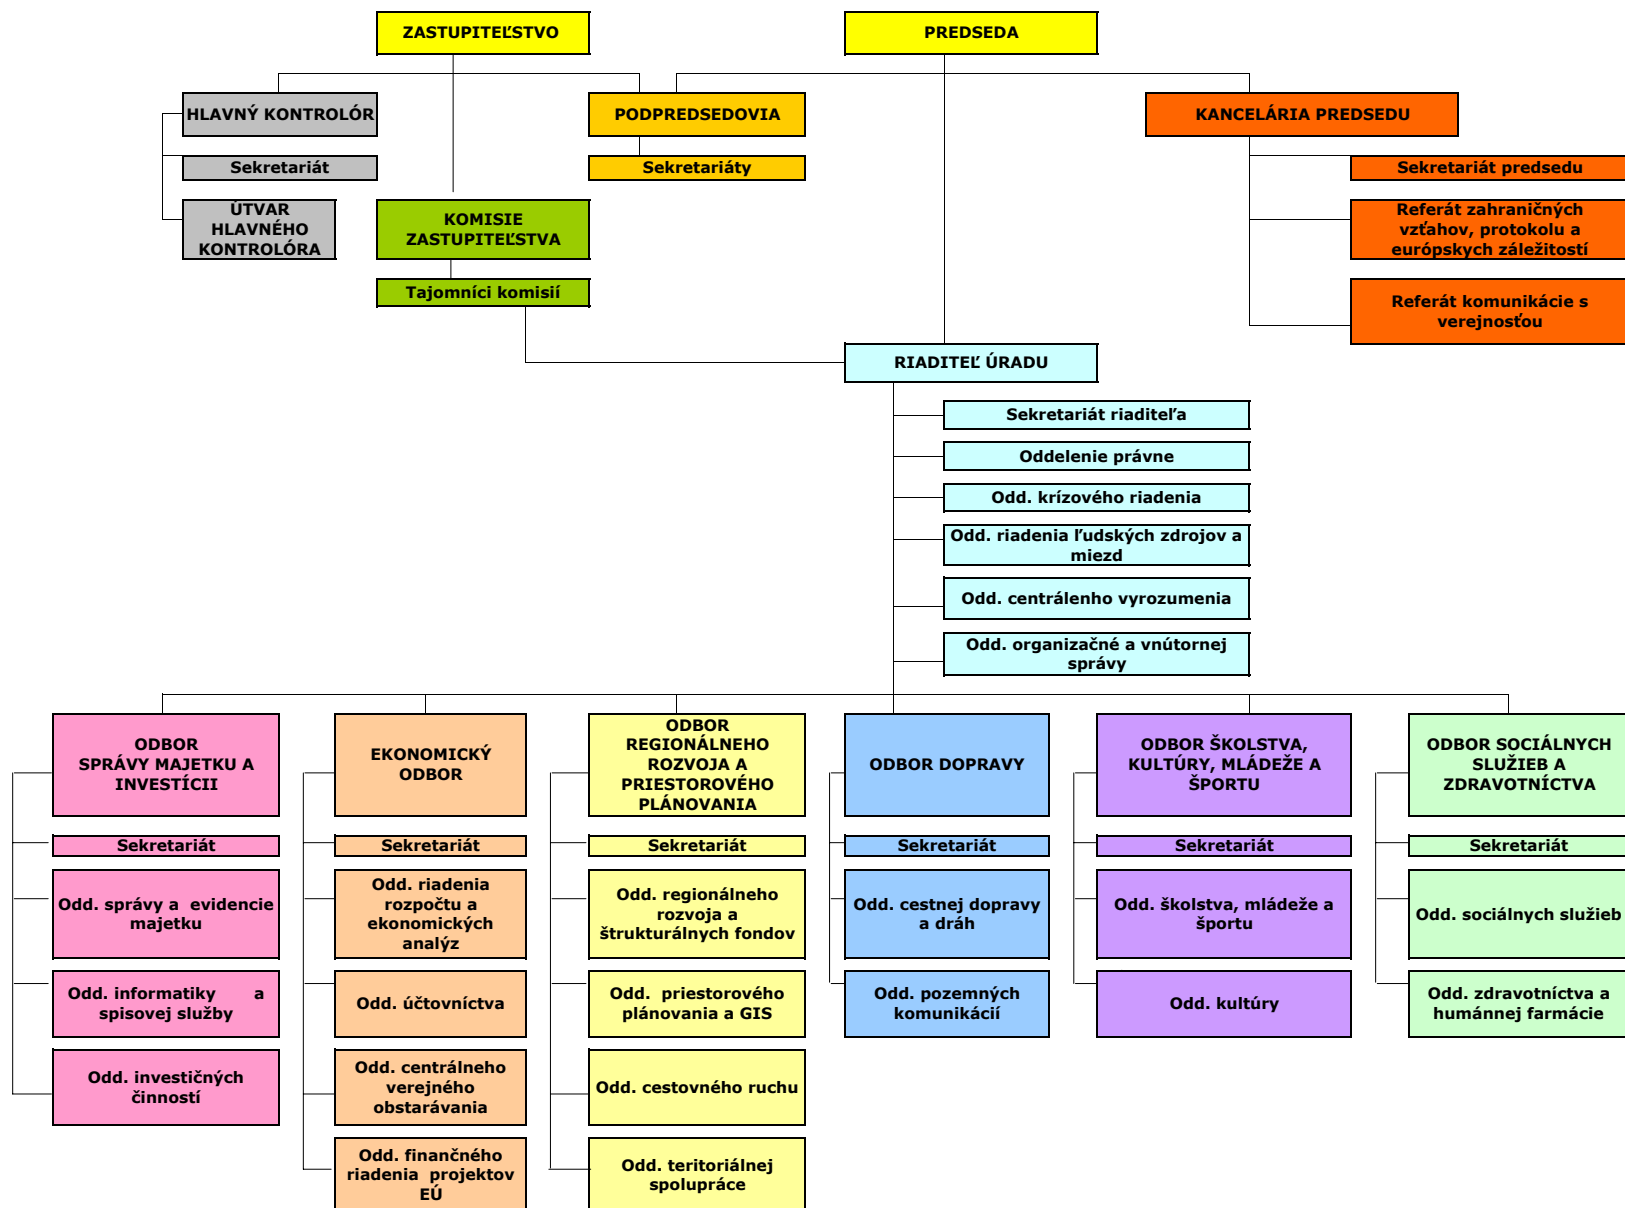 ZASTUPITEĽSTVO
PREDSEDA
HLAVNÝ KONTROLÓR
PODPREDSEDOVIA
KANCELÁRIA PREDSEDU
Sekretariát
Sekretariáty
Sekretariát predsedu
ÚTVAR
HLAVNÉHO
KONTROLÓRA
KOMISIE
ZASTUPITEĽSTVA
Referát zahraničných
vzťahov, protokolu a
európskych záležitostí
Tajomníci komisií
Referát komunikácie s
verejnosťou
RIADITEĽ ÚRADU
Sekretariát riaditeľa
Oddelenie právne
Odd. krízového riadenia
Odd. riadenia ľudských zdrojov a
miezd
Odd. centrálenho vyrozumenia
Odd. organizačné a vnútornej
správy
ODBOR
SPRÁVY MAJETKU A
INVESTÍCII
EKONOMICKÝ
ODBOR
ODBOR
REGIONÁLNEHO
ROZVOJA A
PRIESTOROVÉHO
PLÁNOVANIA
ODBOR DOPRAVY
ODBOR ŠKOLSTVA,
KULTÚRY, MLÁDEŽE A
ŠPORTU
ODBOR SOCIÁLNYCH
SLUŽIEB A
ZDRAVOTNÍCTVA
Sekretariát
Sekretariát
Sekretariát
Sekretariát
Sekretariát
Sekretariát
Odd. správy a  evidencie
majetku
Odd. riadenia
rozpočtu a
ekonomických
analýz
Odd. regionálneho
rozvoja a
štrukturálnych fondov
Odd. cestnej dopravy
a dráh
Odd. školstva, mládeže a
športu
Odd. sociálnych služieb
Odd. informatiky a
spisovej služby
Odd. účtovníctva
Odd.  priestorového
plánovania a GIS
Odd. pozemných
komunikácií
Odd. kultúry
Odd. zdravotníctva a
humánnej farmácie
Odd. investičných
činností
Odd. centrálneho
verejného
obstarávania
Odd. cestovného ruchu
Odd. finančného
riadenia  projektov
EÚ
Odd. teritoriálnej
spolupráce